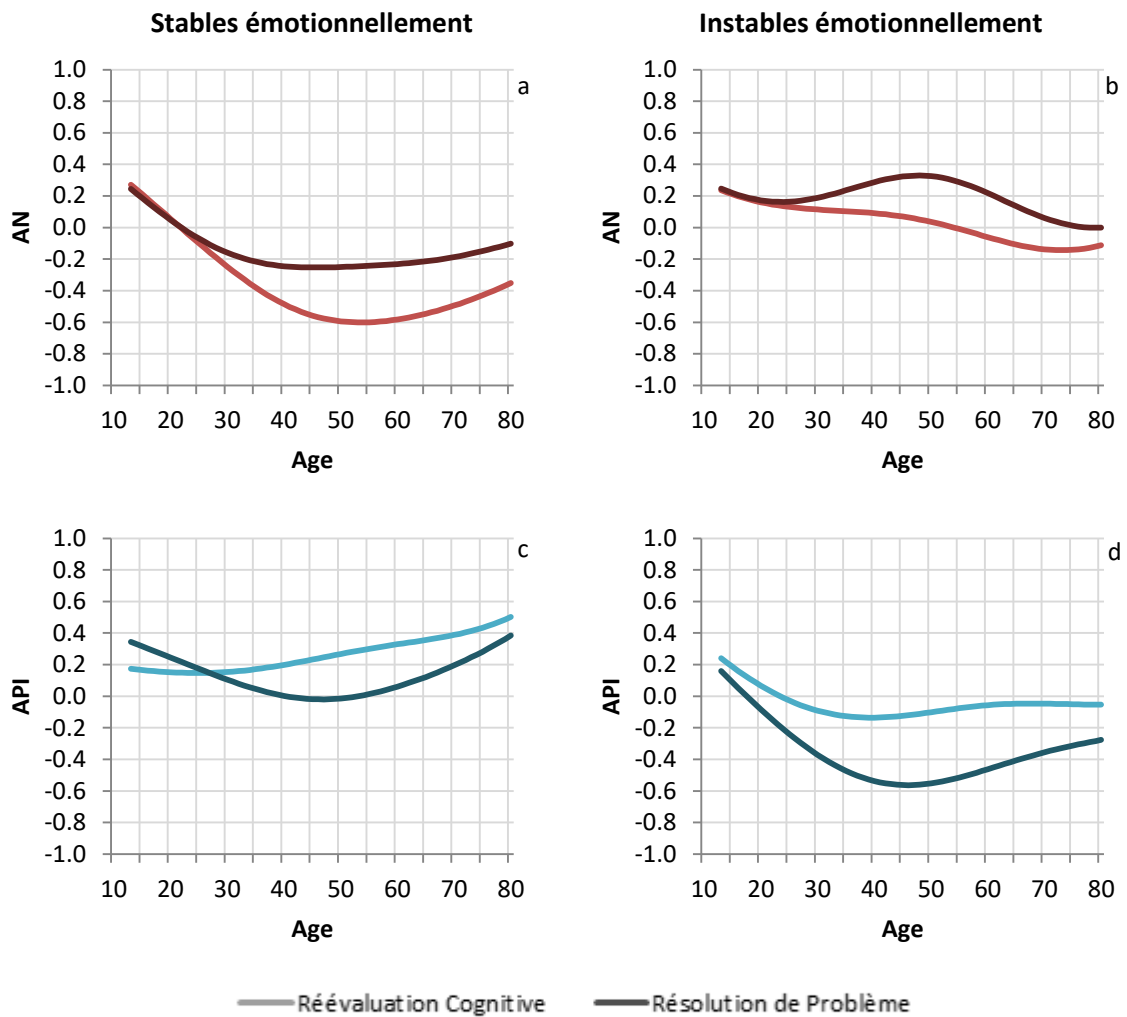 Stables émotionnellement
Instables émotionnellement
a
1.0
0.8
0.6
0.4
0.2
0.0
-0.2
-0.4
-0.6
-0.8
-1.0
AN
10 20 30 40 50 60 70 80
Age
b
1.0
0.8
0.6
0.4
0.2
0.0
-0.2
-0.4
-0.6
-0.8
-1.0
AN
10 20 30 40 50 60 70 80
Age
c
1.0
0.8
0.6
0.4
0.2
0.0
-0.2
-0.4
-0.6
-0.8
-1.0
API
10 20 30 40 50 60 70 80
Age
d
1.0
0.8
0.6
0.4
0.2
0.0
-0.2
-0.4
-0.6
-0.8
-1.0
API
10 20 30 40 50 60 70 80
Age
Réévaluation Cognitive
Résolution de Problème